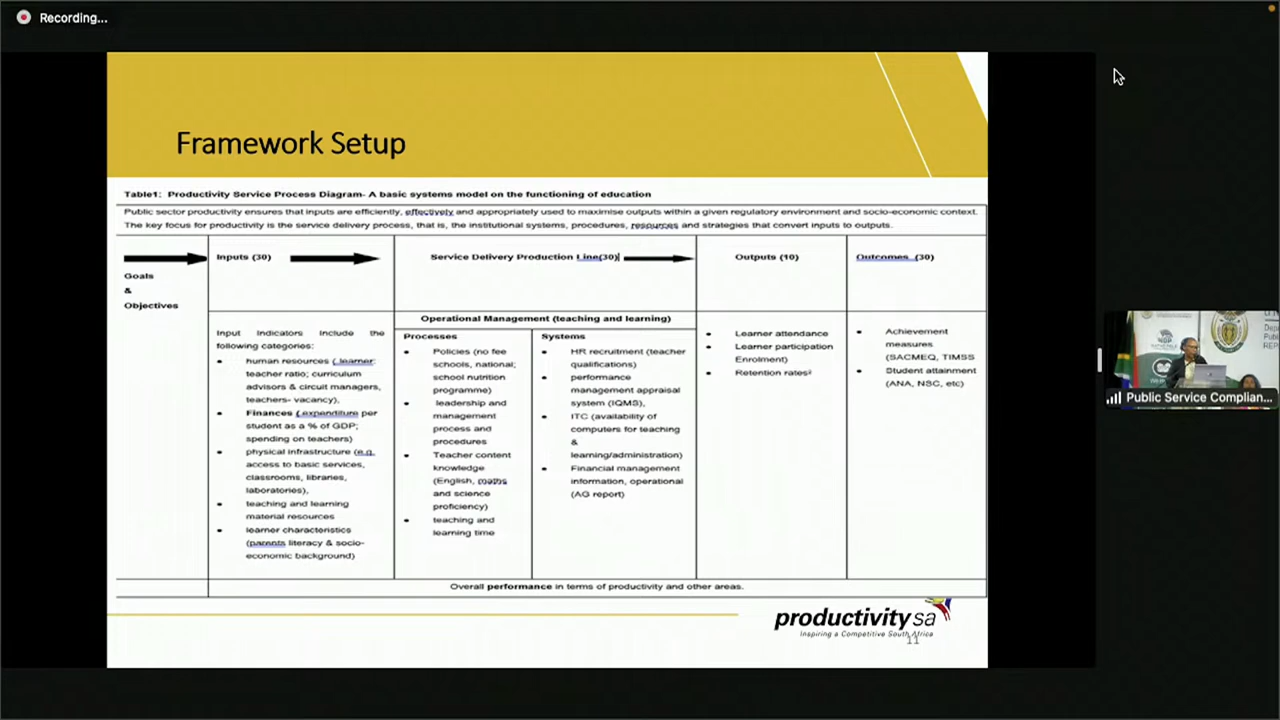 Recording...
Framework Setup
Table1: Productivity Service Process Diagram- A basic systems model on the functioning of education
Public sector productivity ensures that inputs are efficiently, effectively and appropriately used to maximise outputs within a given regulatory environment and socio-economic context.
The key focus for productivity is the service delivery process, that is, the institutional systems, procedures, resources and strategies that convert inputs to outputs.
Goals
&
Objectives
Inputs (30)
Service Delivery Production Line(30)
Outputs (10)
Outcomes (30)
Input Indicators include the
following categories:
• human resources ( learner:
teacher ratio; curriculum
advisors & circuit managers,
teachers- vacancy),
• Finances ( expenditure per
student as a % of GDP;
spending on teachers)
• physical infrastructure (e.g.
access to basic services,
classrooms, libraries,
laboratories),
• teaching and learning
material resources
• learner characteristics
(parents literacy & socio-
economic background)
Operational Management (teaching and learning)
Processes
• Policies (no fee
schools, national;
school nutrition
programme)
• leadership and
management
process and
procedures
• Teacher content
knowledge
(English, maths
and science
proficiency)
• teaching and
learning time
Systems
• HR recruitment (teacher
qualifications)
• performance
management appraisal
system (IQMS),
• ITC (availability of
computers for teaching
&
learning/administration)
• Financial management
information, operational
(AG report)
• Learner attendance
• Learner participation
Enrolment)
• Retention rates²
• Achievement
measures
(SACMEQ, TIMSS
• Student attainment
(ANA, NSC, etc)
Overall performance in terms of productivity and other areas.
productivity sa
Inspiring a Competitive South Africa
11
Public Service Complian...